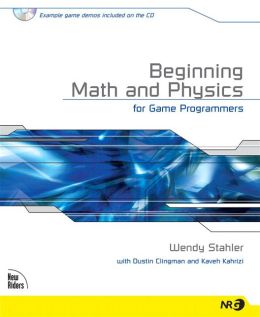 Example game demos included on the CD
Beginning
Math and Physics
for Game Programmers
Wendy Stahler
with Dustin Clingman and Kaveh Kahrizi
New
Riders
NRG